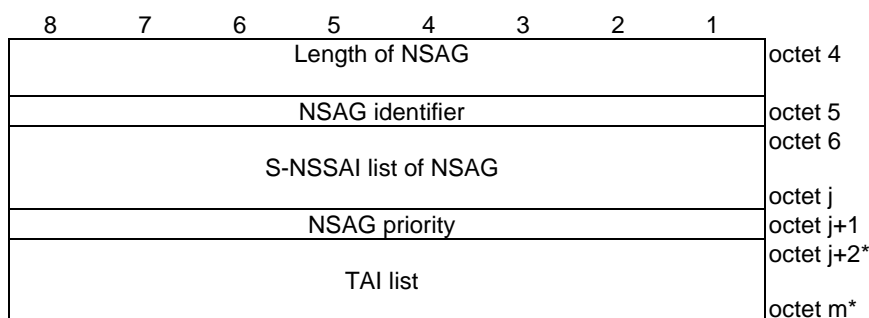 8 7 6 5 4 3 2 1
Length of NSAG octet 4
NSAG identifier octet 5
octet 6
S-NSSAI list of NSAG
octet j
NSAG priority octet j+1
octet j+2*
TAI list
octet m*